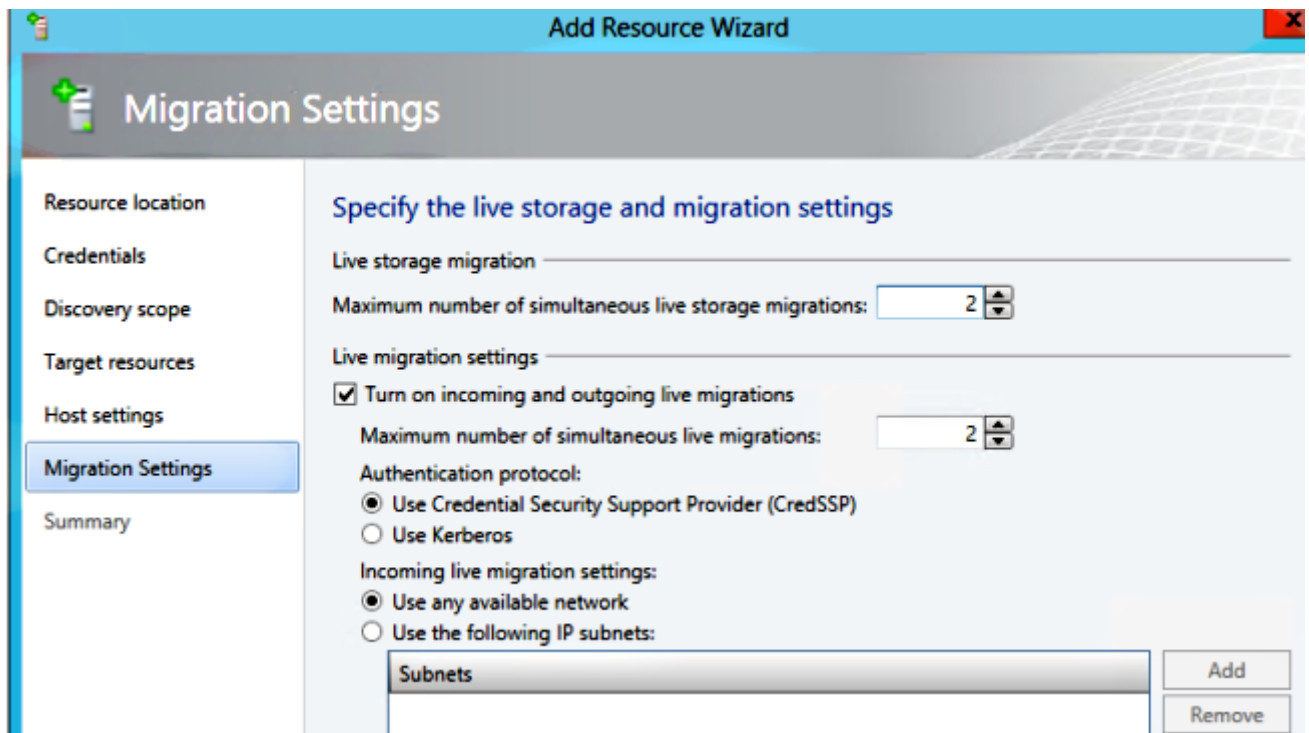 Add Resource Wizard
x
Migration Settings
Resource location
Credentials
Discovery scope
Target resources
Host settings
Migration Settings
Summary
Specify the live storage and migration settings
Live storage migration
Maximum number of simultaneous live storage migrations: 2
Live migration settings
Turn on incoming and outgoing live migrations
Maximum number of simultaneous live migrations: 2
Authentication protocol:
Use Credential Security Support Provider (CredSSP)
Use Kerberos
Incoming live migration settings:
Use any available network
Use the following IP subnets:
Subnets
Add
Remove